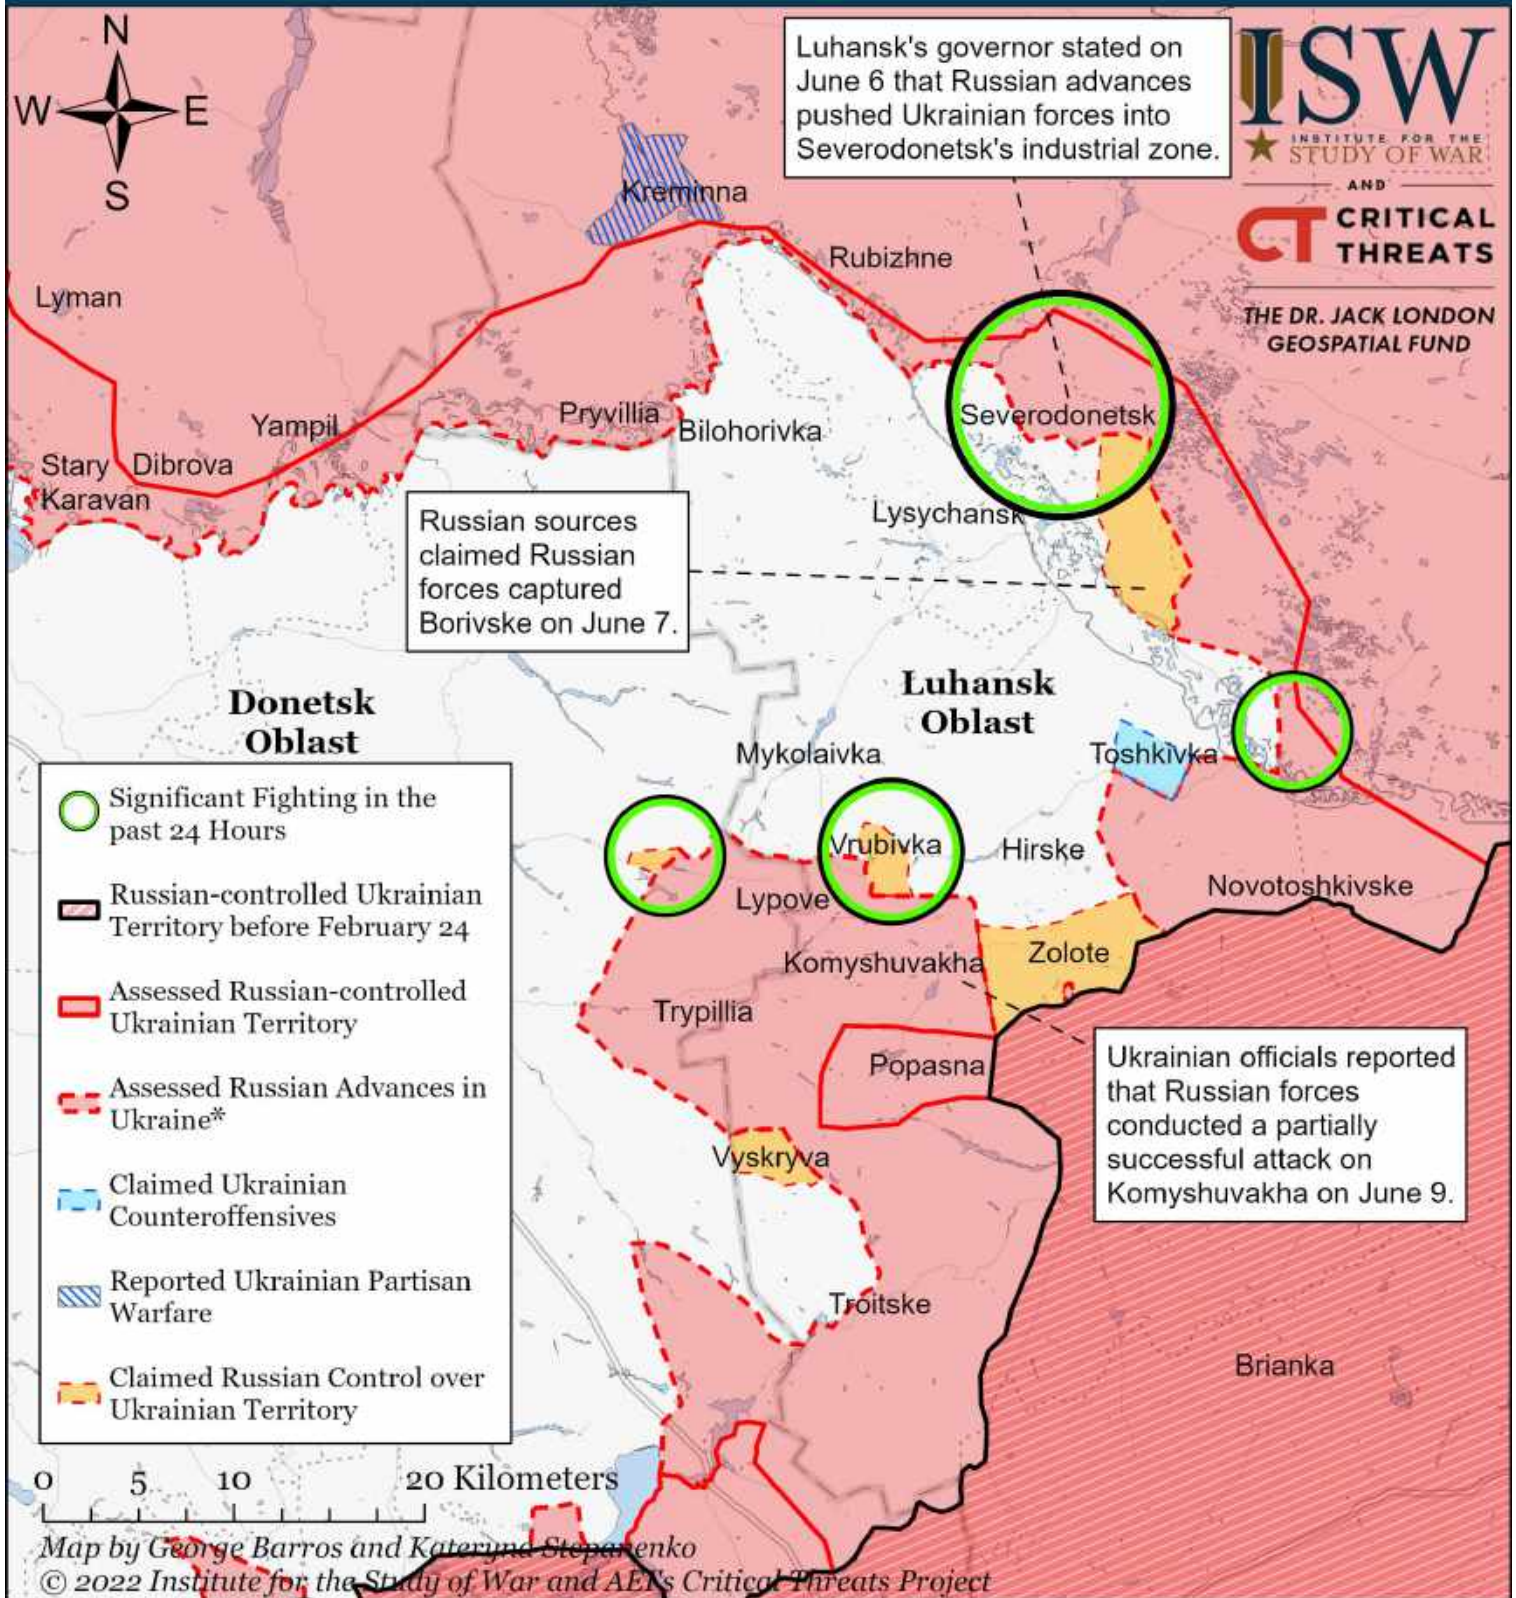 N
W E
S
Luhansk's governor stated on
June 6 that Russian advances
pushed Ukrainian forces into
Severodonetsk's industrial zone.
ISW
INSTITUTE FOR THE
STUDY OF WAR
AND
CT CRITICAL
THREATS
THE DR. JACK LONDON
GEOSPATIAL FUND
Kreminna
Rubizhne
Lyman
Severodonetsk
Pryvillia
Yampil
Bilohorivka
Stary
Karavan
Dibrova
Lysychansk
Russian sources
claimed Russian
forces captured
Borivske on June 7.
Donetsk
Oblast
Luhansk
Oblast
Mykolaivka
Toshkivka
Vrubivka
Hirske
Lypove
Novotoshkivske
Komyshuvakha
Zolote
Trypillia
Popasna
Ukrainian officials reported
that Russian forces
conducted a partially
successful attack on
Komyshuvakha on June 9.
Vyskryva
Troitske
Brianka
Significant Fighting in the
past 24 Hours
Russian-controlled Ukrainian
Territory before February 24
Assessed Russian-controlled
Ukrainian Territory
Assessed Russian Advances in
Ukraine*
Claimed Ukrainian
Counteroffensives
Reported Ukrainian Partisan
Warfare
Claimed Russian Control over
Ukrainian Territory
0 5 10 20 Kilometers
Map by George Barros and Kateryna Stepanenko
© 2022 Institute for the Study of War and AEI's Critical Threats Project